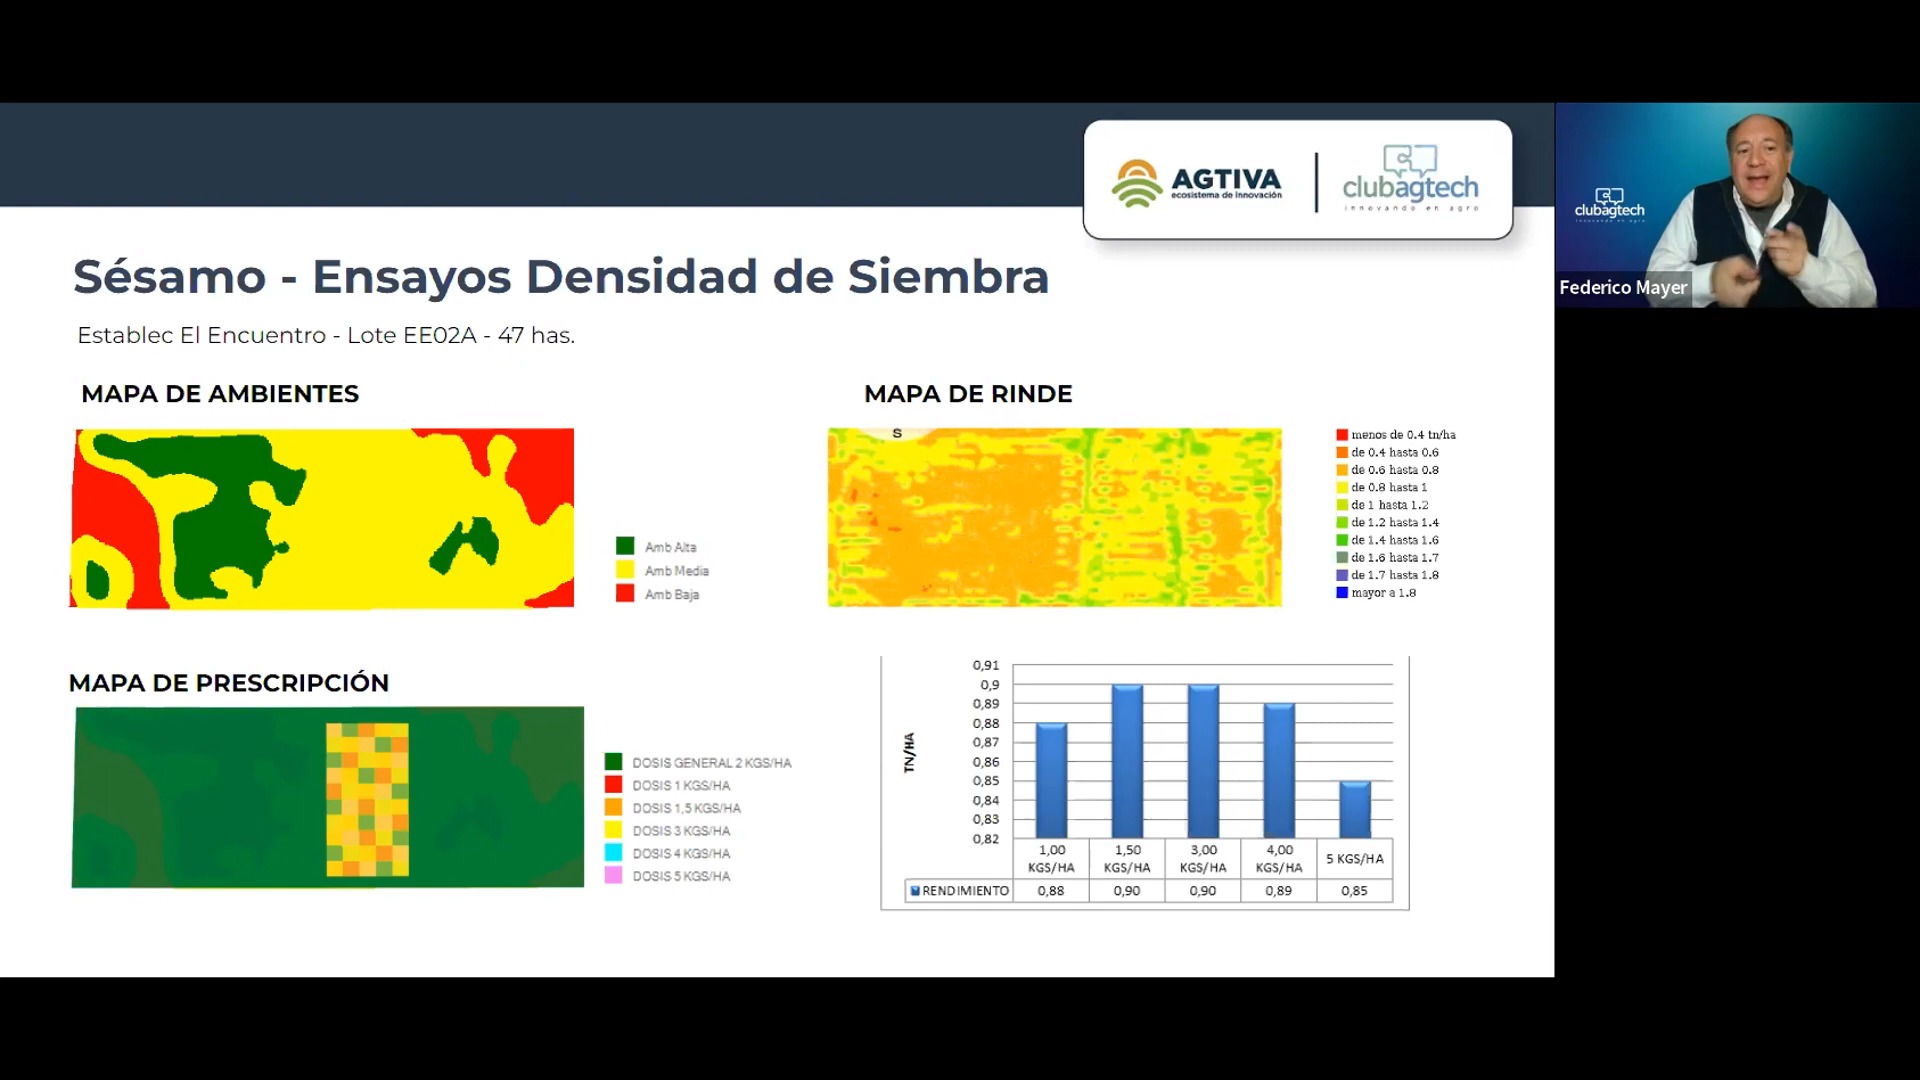 AGTIVA
ecosistema de innovación
clubagtech
innovando en agro
clubagtech
Federico Mayer
Sésamo - Ensayos Densidad de Siembra
Establec El Encuentro - Lote EE02A - 47 has.
MAPA DE AMBIENTES
Amb Alta
Amb Media
Amb Baja
MAPA DE RINDE
S
menos de 0.4 tn/ha
de 0.4 hasta 0.6
de 0.6 hasta 0.8
de 0.8 hasta 1
de 1 hasta 1.2
de 1.2 hasta 1.4
de 1.4 hasta 1.6
de 1.6 hasta 1.7
de 1.7 hasta 1.8
mayor a 1.8
MAPA DE PRESCRIPCIÓN
DOSIS GENERAL 2 KGS/HA
DOSIS 1 KGS/HA
DOSIS 1,5 KGS/HA
DOSIS 3 KGS/HA
DOSIS 4 KGS/HA
DOSIS 5 KGS/HA
TN/HA
0,91
0,9
0,89
0,88
0,87
0,86
0,85
0,84
0,83
0,82
1,00 KGS/HA
1,50 KGS/HA
3,00 KGS/HA
4,00 KGS/HA
5 KGS/HA
RENDIMIENTO 0,88 0,90 0,90 0,89 0,85